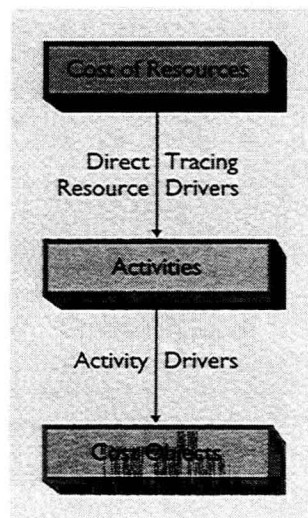 Cost of Resources
Direct Tracing
Resource Drivers
Activities
Activity Drivers
Cost Objects